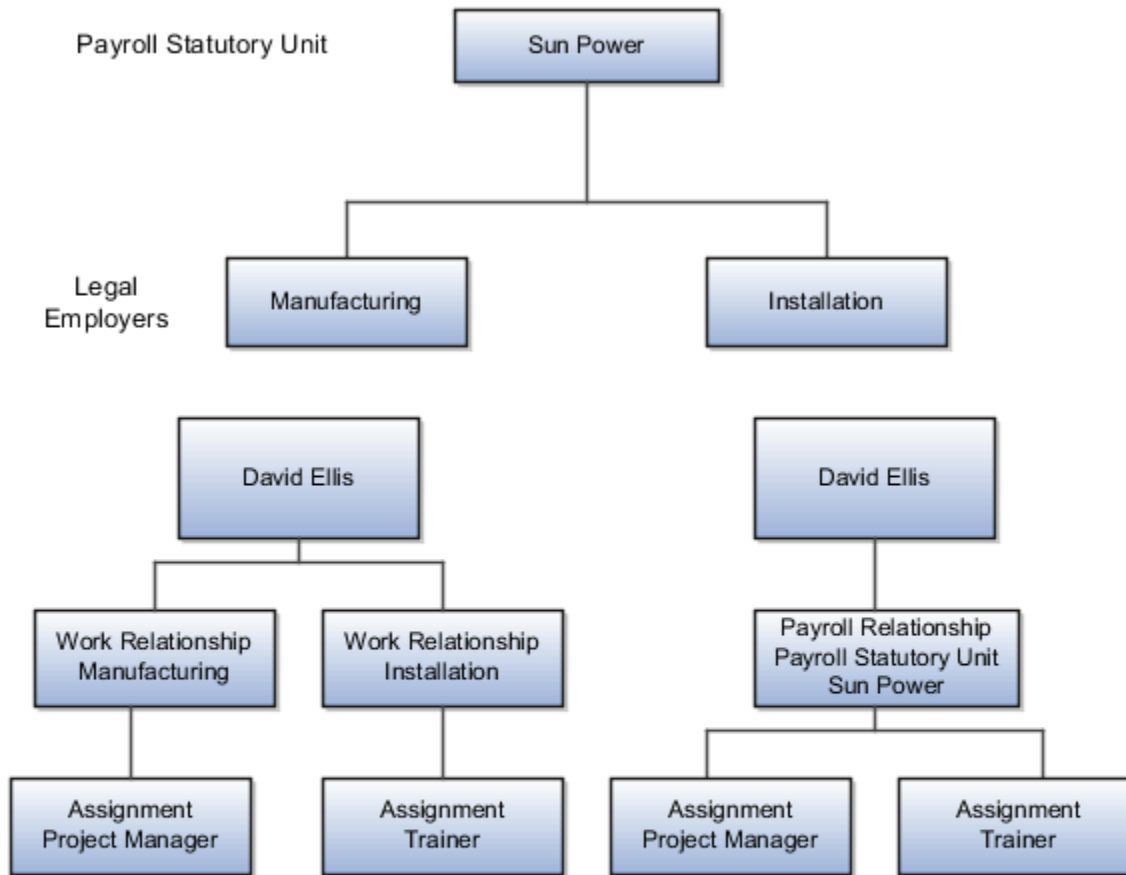 Payroll Statutory Unit
Sun Power
Legal
Employers
Manufacturing
Installation
David Ellis
David Ellis
Work Relationship
Manufacturing
Work Relationship
Installation
Payroll Relationship
Payroll Statutory Unit
Sun Power
Assignment
Project Manager
Assignment
Trainer
Assignment
Project Manager
Assignment
Trainer